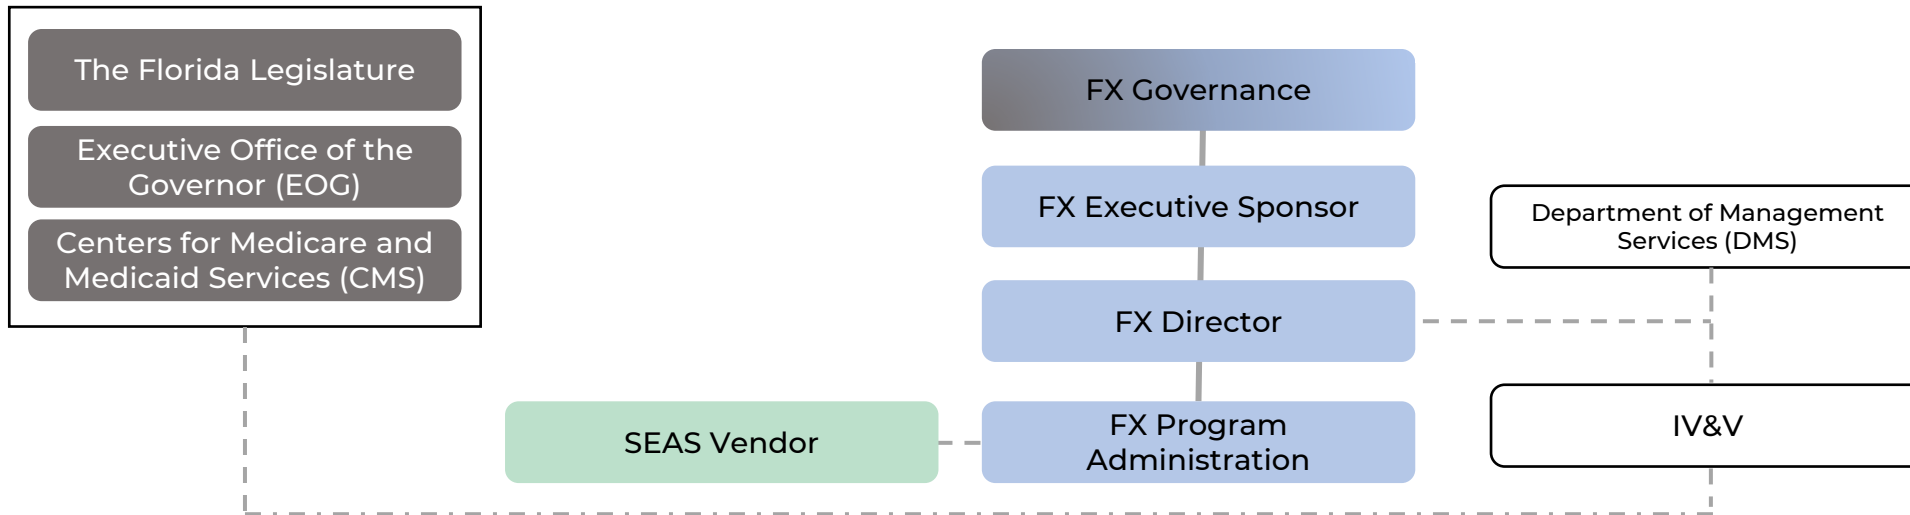 The Florida Legislature
Executive Office of the
Governor (EOG)
Centers for Medicare and
Medicaid Services (CMS)
FX Governance
FX Executive Sponsor
FX Director
FX Program
Administration
SEAS Vendor
Department of Management
Services (DMS)
IV&V